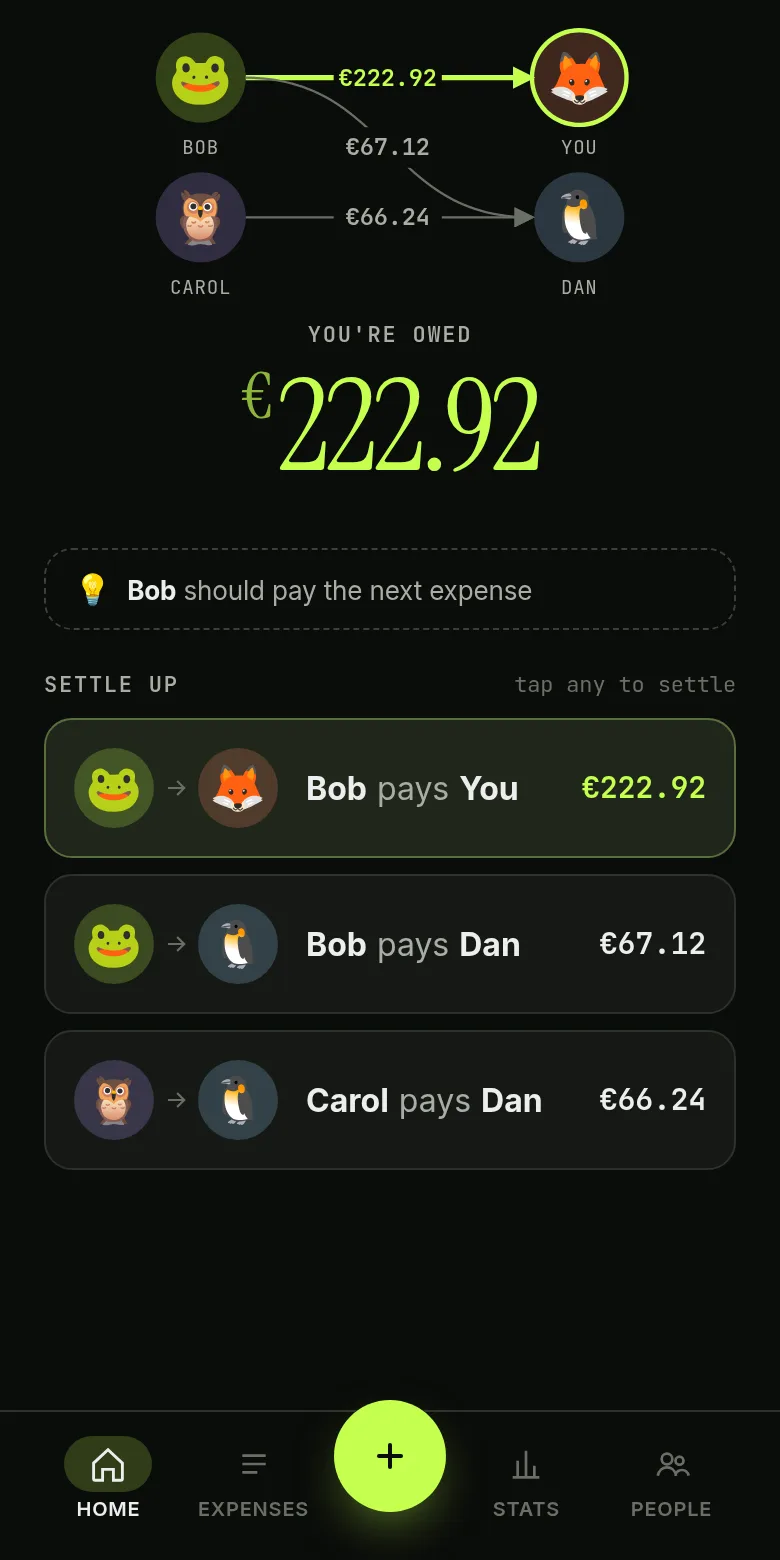 €222.92
BOB
YOU
€67.12
€66.24
CAROL
DAN
YOU'RE OWED
€222.92
Bob should pay the next expense
SETTLE UP
tap any to settle
Bob pays You
€222.92
Bob pays Dan
€67.12
Carol pays Dan
€66.24
HOME
EXPENSES
STATS
PEOPLE